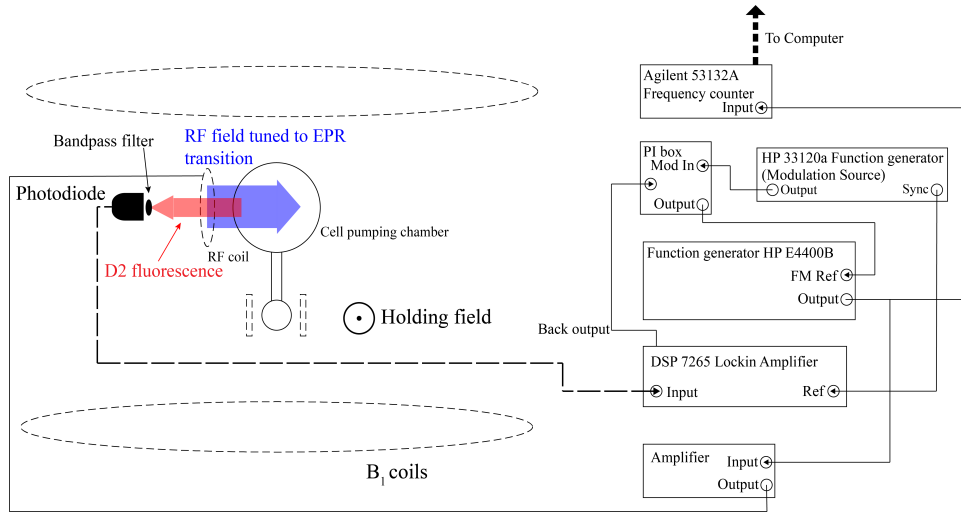 To Computer
Agilent 53132A
Frequency counter
Input
RF field tuned to EPR
transition
Bandpass filter
Photodiode
PI box
Mod In
Output
HP 33120a Function generator
(Modulation Source)
Output
Sync
Cell pumping chamber
RF coil
D2 fluorescence
Function generator HP E4400B
FM Ref
Output
Holding field
Back output
DSP 7265 Lockin Amplifier
Input
Ref
B1 coils
Amplifier
Input
Output